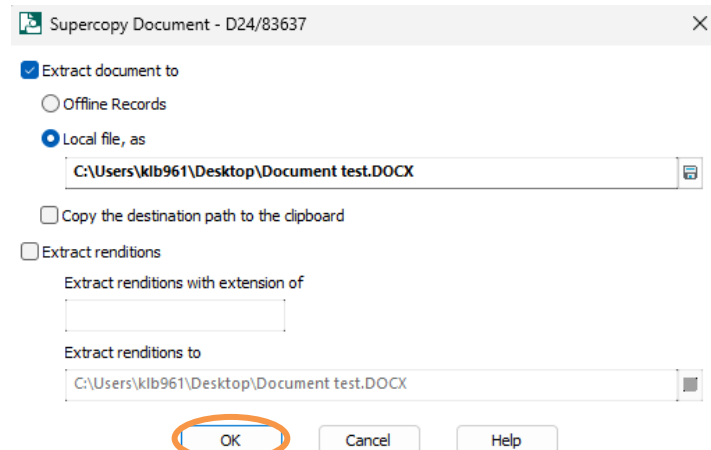 Supercopy Document - D24/83637
Extract document to
Offline Records
Local file, as
C:\Users\klb961\Desktop\Document test.DOCX
Copy the destination path to the clipboard
Extract renditions
Extract renditions with extension of
Extract renditions to
C:\Users\klb961\Desktop\Document test.DOCX
OK Cancel Help